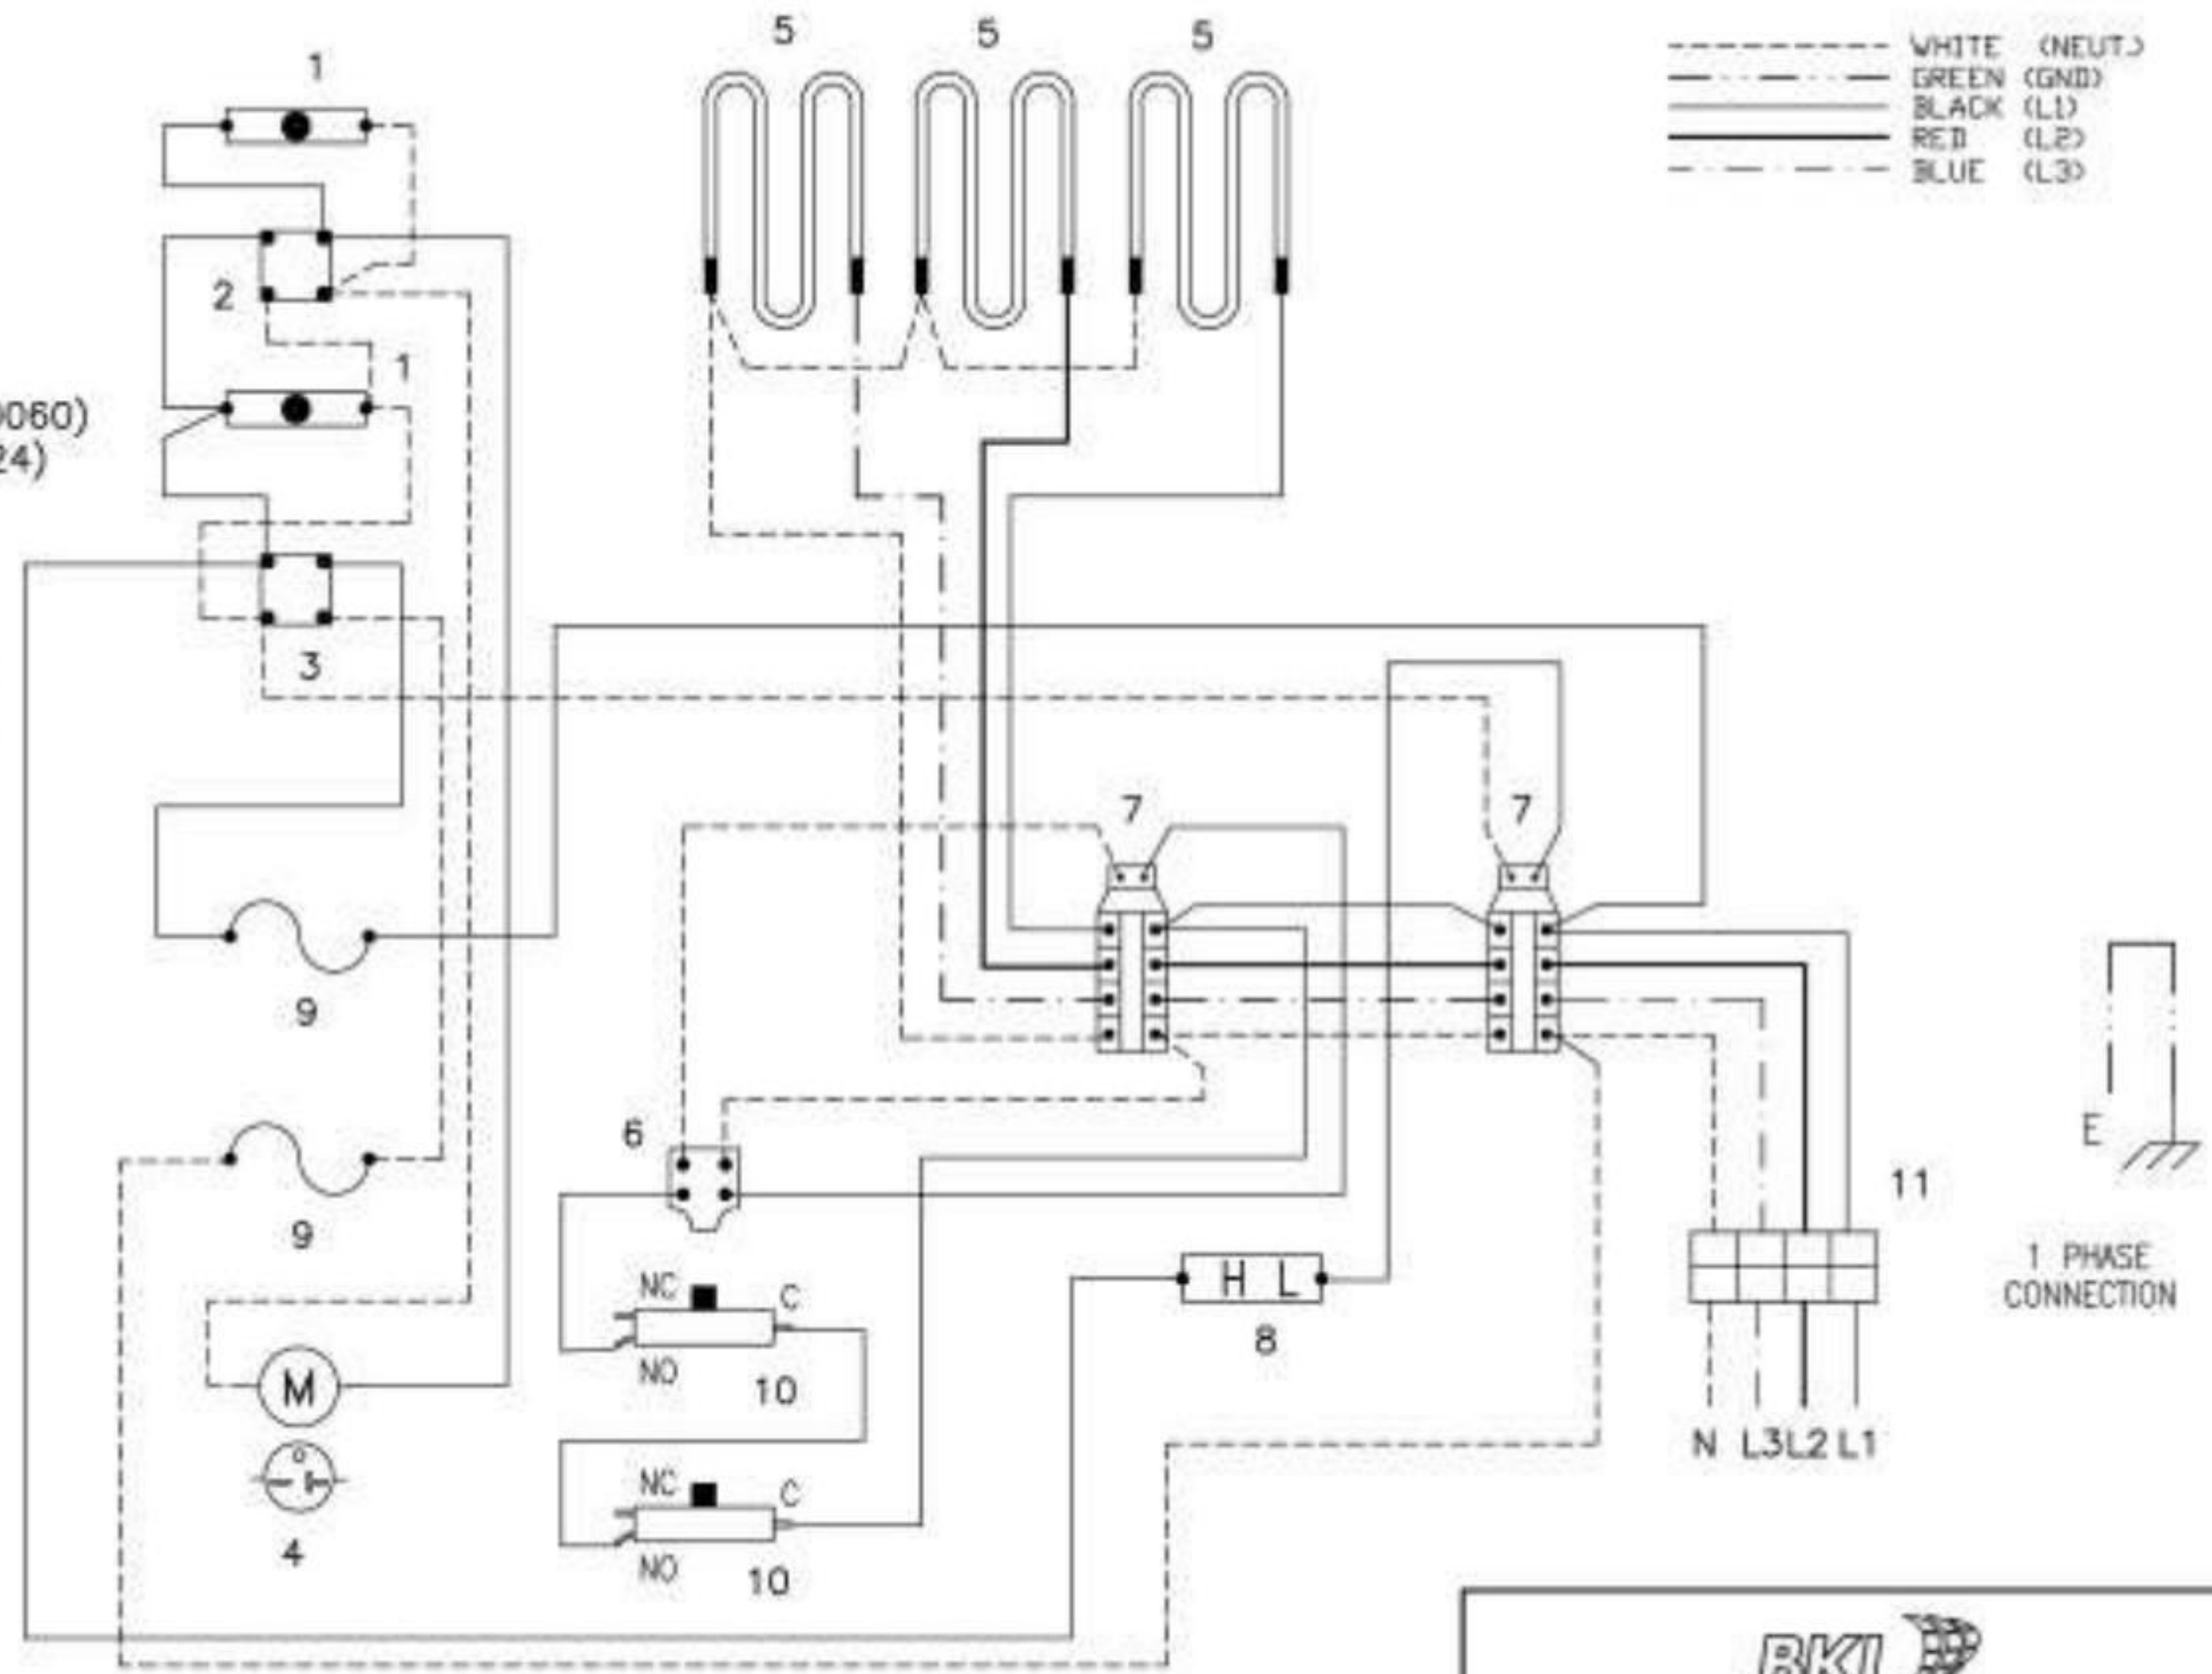 5 5 5
1
WHITE (NEUT.)
GREEN (GND)
BLACK (L1)
RED (L2)
BLUE (L3)
2
1
0060)
24)
3
7 7
9
6
11
E
1 PHASE
CONNECTION
9
H L
8
NC C
NO
10
M
N L3 L2 L1
4
NC C
NO
10
BKI